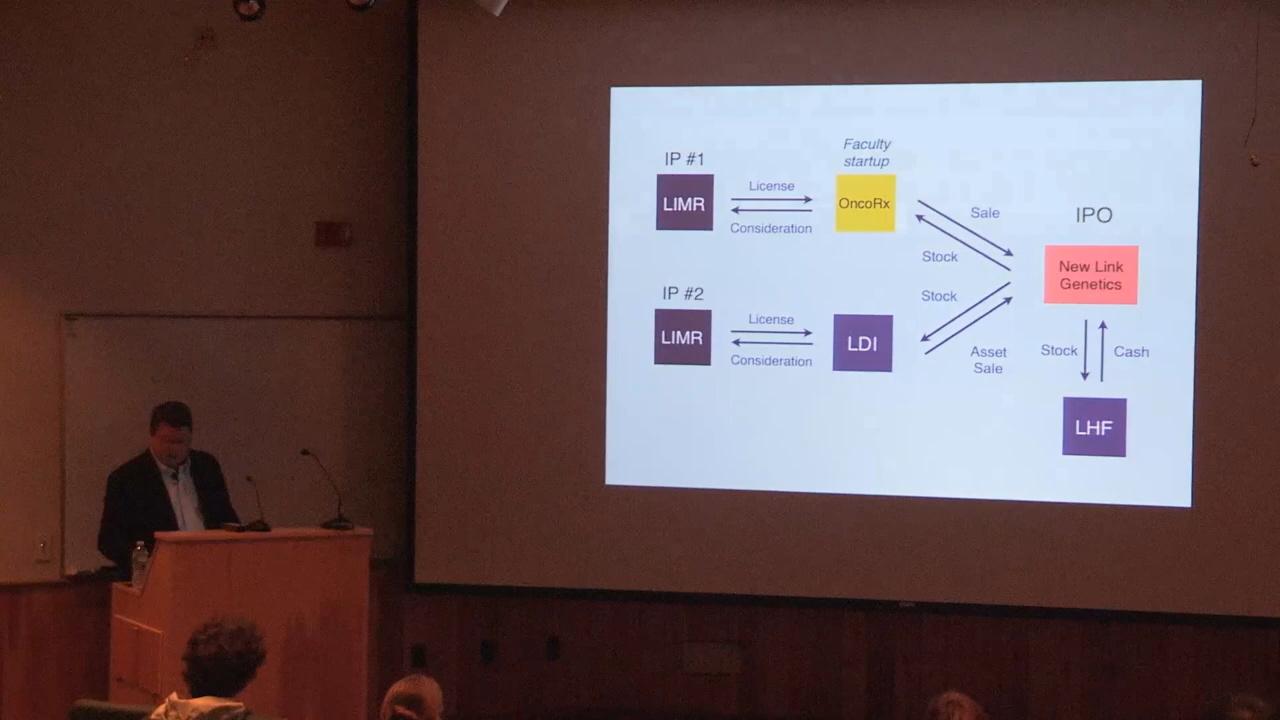 Faculty
startup
IP #1
LIMR
License
Consideration
OncoRx
Sale
Stock
IPO
New Link
Genetics
IP #2
LIMR
License
Consideration
LDI
Stock
Asset
Sale
Stock
Cash
LHF